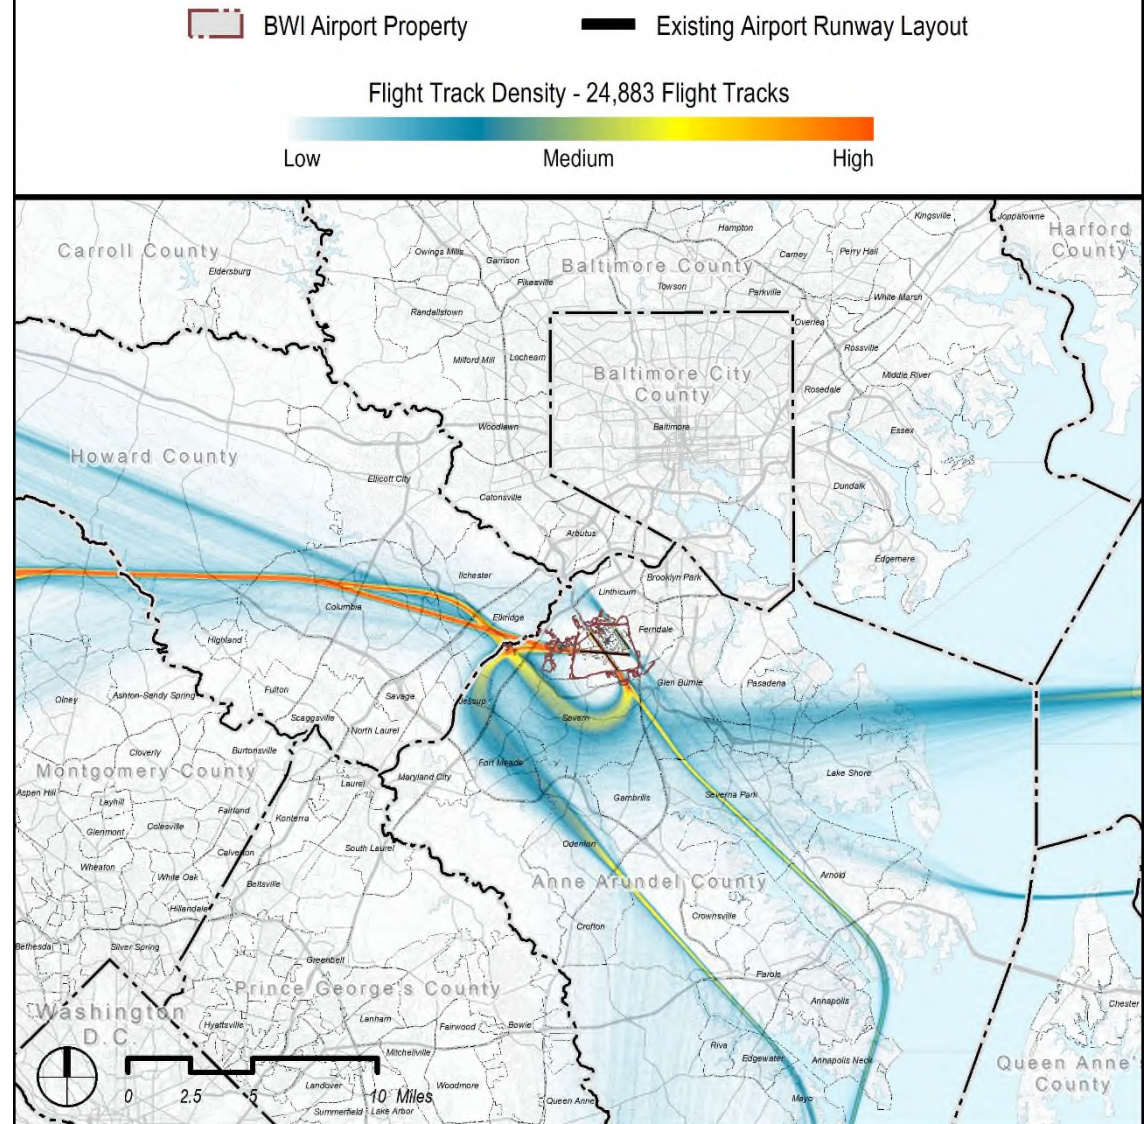 BWI Airport Property
Existing Airport Runway Layout
Flight Track Density - 24,883 Flight Tracks
Low
Medium
High
Kingsville
Joppatowne
Hampton
Harford
County
Carroll County
Owings Mills
Garrison
Carney
Perry Hall
Eldersburg
Pikesville
Baltimore County
Towson
Parkville
White Marsh
Randallstown
Overlea
Milford Mill
Lochearn
Rossville
Baltimore City
County
Middle River
Rosedale
Woodlawn
Baltimore
Essex
Howard County
Ellicott City
Catonsville
Dundalk
Arbutus
Edgemere
Ilchester
Brooklyn Park
Linthicum
Columbia
Elkridge
Ferndale
Highland
Glen Burnie
Pasadena
Olney
Ashton-Sandy Spring
Fulton
Savage
Jessup
Severn
Scaggsville
North Laurel
Cloverly
Burtonsville
Fort Meade
Montgomery County
Maryland City
Lake Shore
Aspen Hill
Laurel
Layhill
Fairland
Gambrills
Severna Park
Glenmont
Colesville
Konterra
South Laurel
Odenton
Calverton
Wheaton
White Oak
Beltsville
Anne Arundel County
Arnold
Hillandale
Crownsville
Crofton
Bethesda
Silver Spring
Greenbelt
Parole
Prince George's County
Annapolis
Chester
Washington
D.C.
Hyattsville
Lanham
Fairwood
Bowie
Riva
Edgewater
Annapolis Neck
Mitchellville
Queen Anne'
County
Landover
Woodmore
Mayo
0
2.5
5
10 Miles
Queen Anne
Summerfield
Lake Arbor